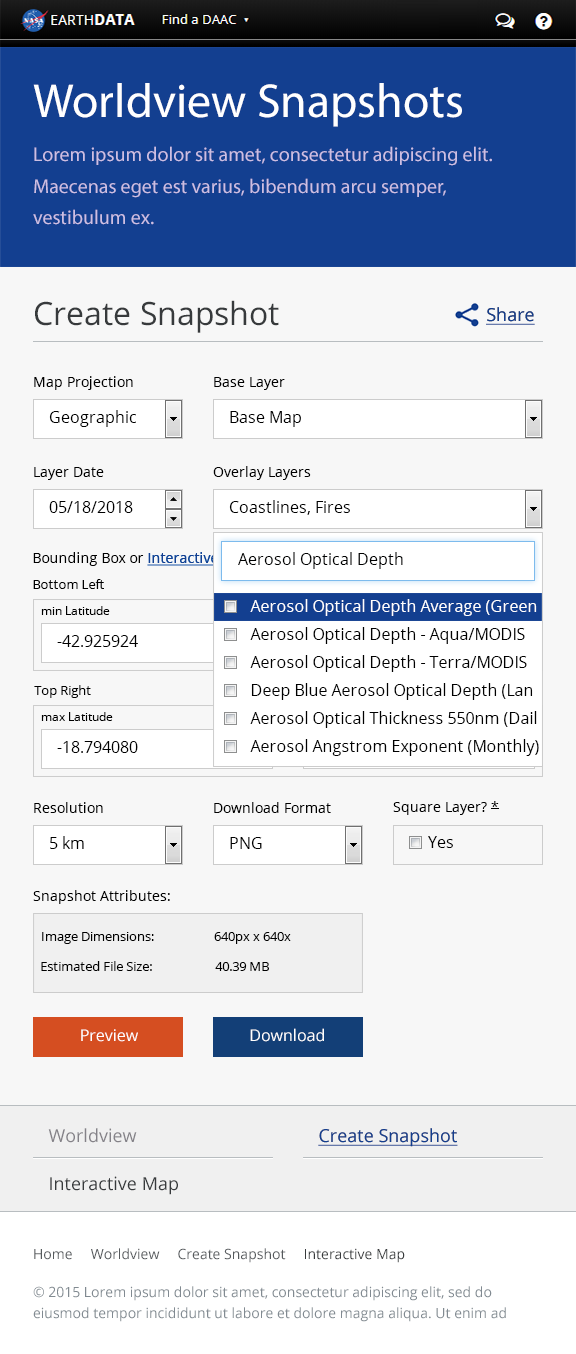 NASA EARTHDATA Find a DAAC
Worldview Snapshots
Lorem ipsum dolor sit amet, consectetur adipiscing elit.
Maecenas eget est varius, bibendum arcu semper,
vestibulum ex.
Create Snapshot
Share
Map Projection
Base Layer
Geographic
Base Map
Layer Date
Overlay Layers
05/18/2018
Coastlines, Fires
Bounding Box or Interactive
Aerosol Optical Depth
Bottom Left
min Latitude
-42.925924
Aerosol Optical Depth Average (Green
Aerosol Optical Depth - Aqua/MODIS
Aerosol Optical Depth - Terra/MODIS
Deep Blue Aerosol Optical Depth (Lan
Aerosol Optical Thickness 550nm (Dail
Aerosol Angstrom Exponent (Monthly)
Top Right
max Latitude
-18.794080
Resolution
Download Format
Square Layer? *
5 km
PNG
Yes
Snapshot Attributes:
Image Dimensions: 640px x 640x
Estimated File Size: 40.39 MB
Preview
Download
Worldview
Create Snapshot
Interactive Map
Home Worldview Create Snapshot Interactive Map
© 2015 Lorem ipsum dolor sit amet, consectetur adipiscing elit, sed do
eiusmod tempor incididunt ut labore et dolore magna aliqua. Ut enim ad